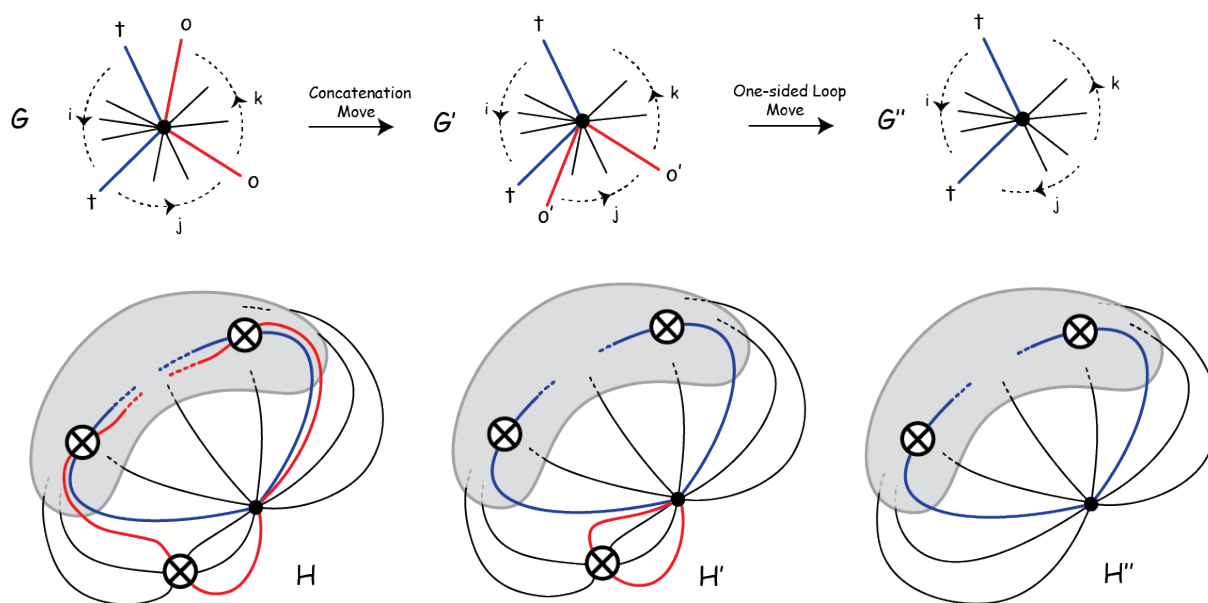 t
o
i
k
G
t
o
j
Concatenation
Move
t
i
k
G'
t
o'
o'
j
One-sided Loop
Move
t
i
k
G''
t
j
H
H'
H''